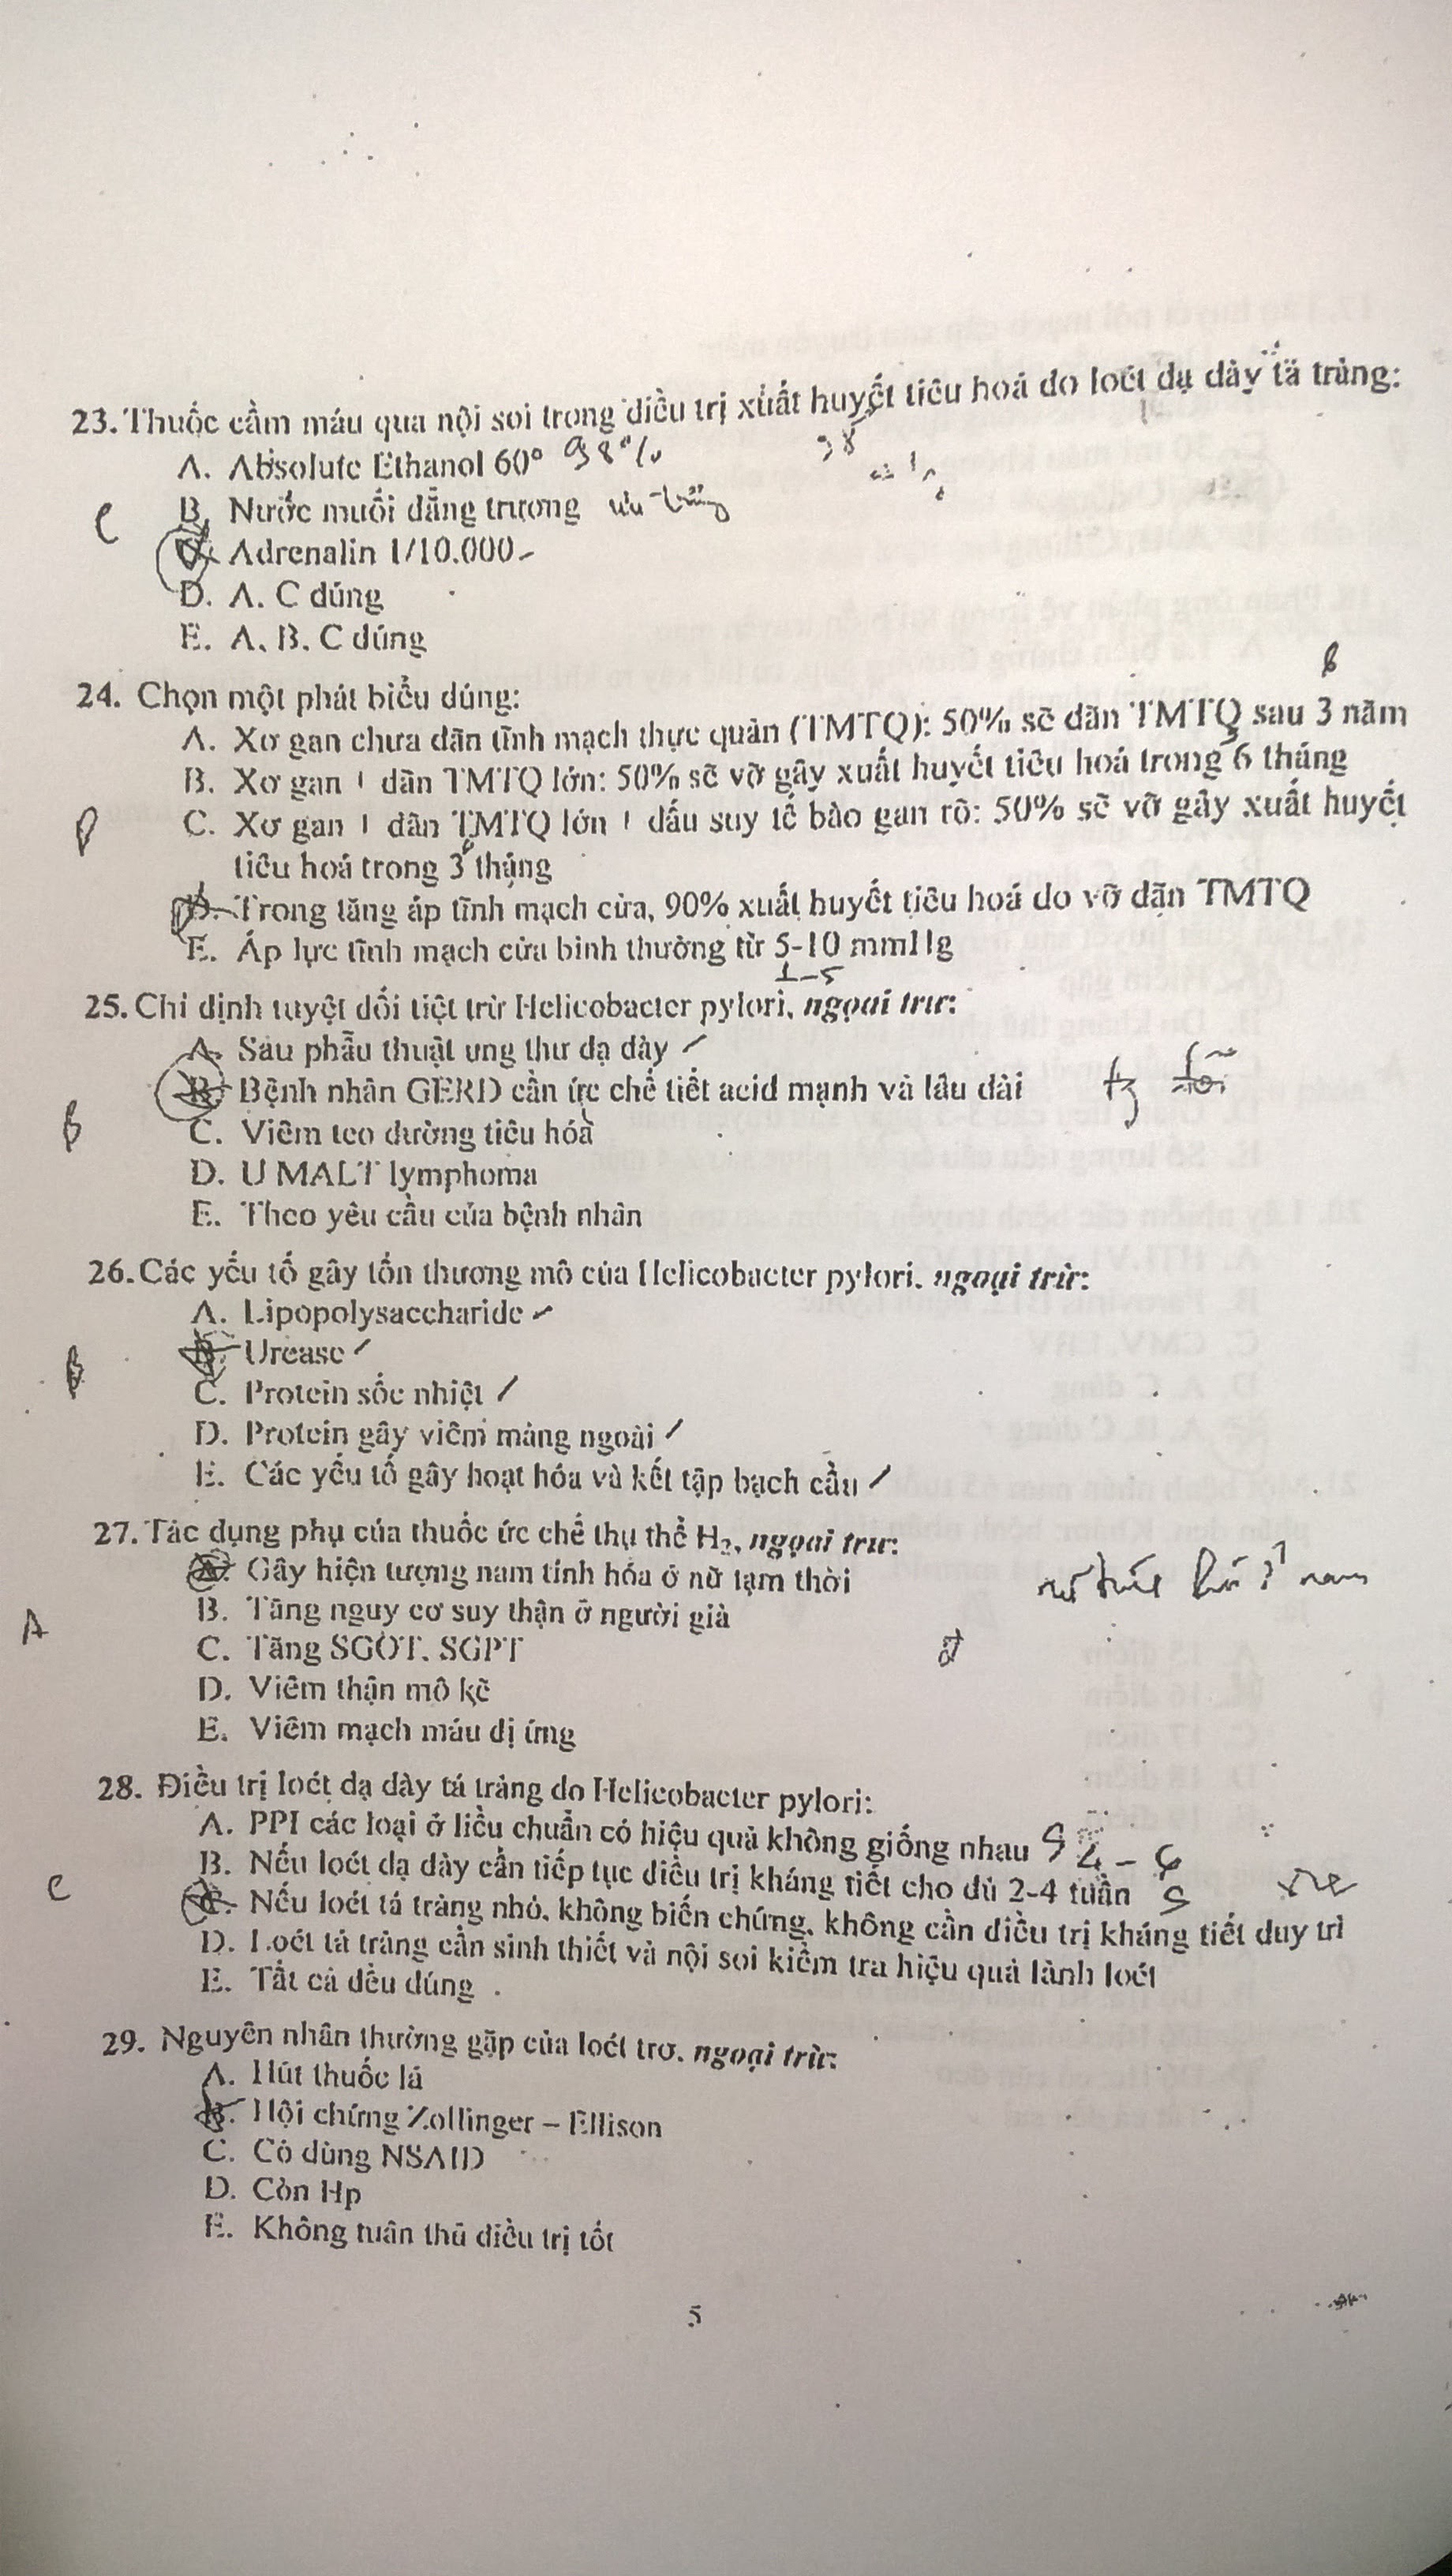 23. Thuốc cầm máu qua nội soi trong điều trị xuất huyết tiêu hoá do loét dạ dày tá tràng:
A. Absolute Ethanol 60° 98%
B. Nước muối đẳng trương
C Adrenalin 1/10.000
D. A. C đúng
E. A, B, C đúng
24. Chọn một phát biểu đúng:
A. Xơ gan chưa dãn tĩnh mạch thực quản (TMTQ): 50% sẽ dãn TMTQ sau 3 năm
B. Xơ gan + dãn TMTQ lớn: 50% sẽ vỡ gây xuất huyết tiêu hoá trong 6 tháng
C. Xơ gan + dãn TMTQ lớn + dấu suy tế bào gan rõ: 50% sẽ vỡ gây xuất huyết
tiêu hoá trong 3 tháng
D. Trong tăng áp tĩnh mạch cửa, 90% xuất huyết tiêu hoá do vỡ dãn TMTQ
E. Áp lực tĩnh mạch cửa bình thường từ 5-10 mmHg
1-5
25. Chỉ định tuyệt đối tiệt trừ Helicobacter pylori, ngoại trừ:
A. Sau phẫu thuật ung thư dạ dày
B. Bệnh nhân GERD cần ức chế tiết acid mạnh và lâu dài
B
C. Viêm teo đường tiêu hóa
D. U MALT lymphoma
E. Theo yêu cầu của bệnh nhân
26. Các yếu tố gây tổn thương mô của Helicobacter pylori, ngoại trừ:
A. Lipopolysaccharide
B. Urease
B
C. Protein sốc nhiệt
D. Protein gây viêm màng ngoài
E. Các yếu tố gây hoạt hóa và kết tập bạch cầu
27. Tác dụng phụ của thuốc ức chế thụ thể H₂, ngoại trừ:
A. Gây hiện tượng nam tính hóa ở nữ tạm thời
B. Tăng nguy cơ suy thận ở người già
A
C. Tăng SGOT, SGPT
D. Viêm thận mô kẽ
E. Viêm mạch máu dị ứng
28. Điều trị loét dạ dày tá tràng do Helicobacter pylori:
A. PPI các loại ở liều chuẩn có hiệu quả không giống nhau
B. Nếu loét dạ dày cần tiếp tục điều trị kháng tiết cho đủ 2-4 tuần
C
C. Nếu loét tá tràng nhỏ, không biến chứng, không cần điều trị kháng tiết duy trì
D. Loét tá tràng cần sinh thiết và nội soi kiểm tra hiệu quả lành loét
E. Tất cả đều đúng
29. Nguyên nhân thường gặp của loét trơ, ngoại trừ:
A. Hút thuốc lá
B. Hội chứng Zollinger – Ellison
C. Có dùng NSAID
D. Còn Hp
E. Không tuân thủ điều trị tốt
5